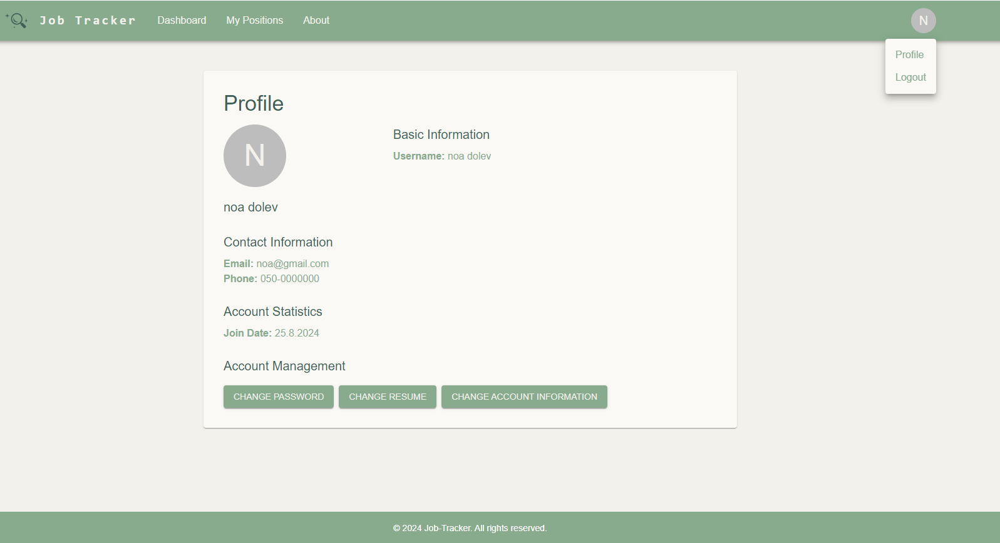 Job Tracker Dashboard My Positions About N
Profile
Logout
Profile
N
noa dolev
Basic Information
Username: noa dolev
Contact Information
Email: noa@gmail.com
Phone: 050-0000000
Account Statistics
Join Date: 25.8.2024
Account Management
CHANGE PASSWORD CHANGE RESUME CHANGE ACCOUNT INFORMATION
© 2024 Job-Tracker. All rights reserved.